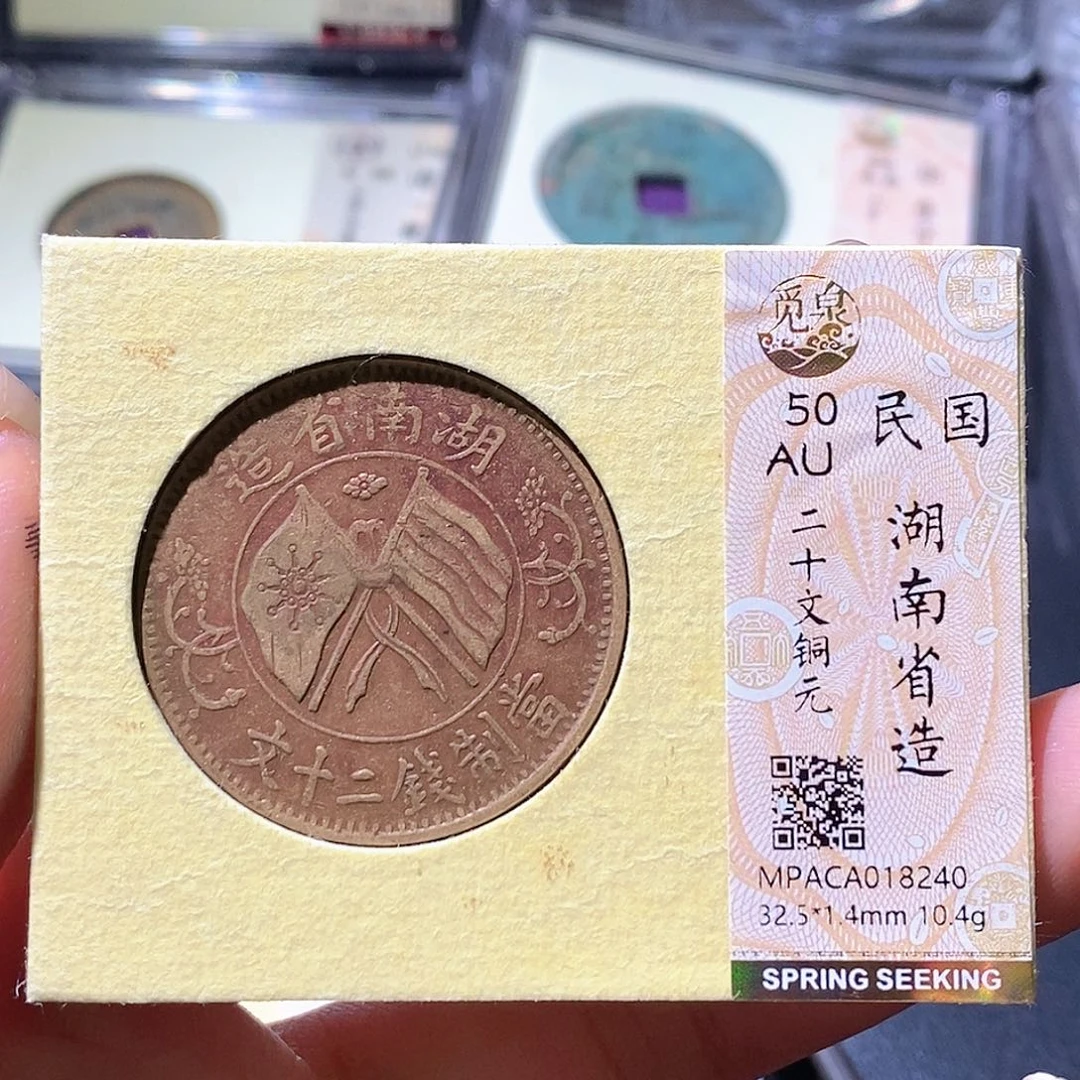 湖南省造
當制錢二十文
觅泉
50
AU
民国
湖南省造
二十文铜元
MPACA018240
32.5*1.4mm 10.4g
SPRING SEEKING